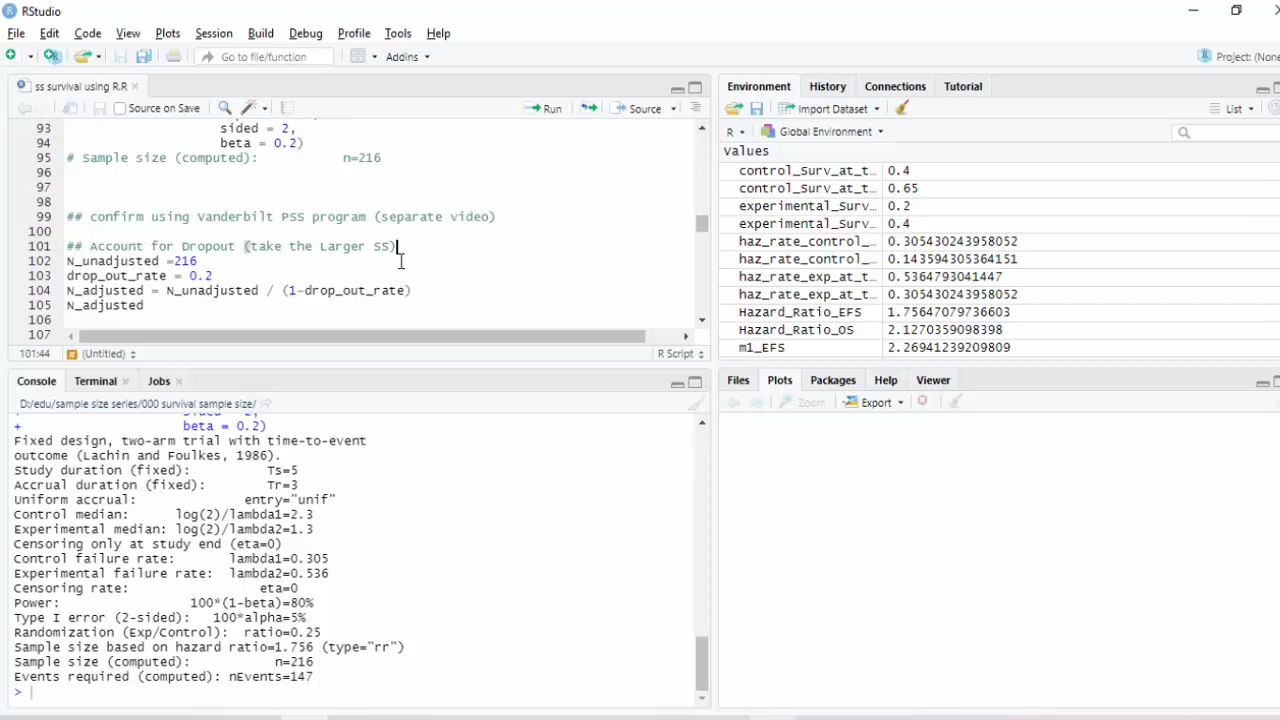 RStudio
File Edit Code View Plots Session Build Debug Profile Tools Help
Go to file/function Addins Project: (None
ss survival using R.R
Source on Save Run Source
93 sided = 2,
94 beta = 0.2)
95 # Sample size (computed): n=216
96
97
98
99 ## confirm using Vanderbilt PSS program (separate video)
100
101 ## Account for Dropout (take the Larger SS)
102 N_unadjusted =216
103 drop_out_rate = 0.2
104 N_adjusted = N_unadjusted / (1-drop_out_rate)
105 N_adjusted
106
107
101:44 (Untitled) R Script
Console Terminal Jobs
D:/edu/sample size series/000 survival sample size/
+ sided = 2,
+ beta = 0.2)
Fixed design, two-arm trial with time-to-event
outcome (Lachin and Foulkes, 1986).
Study duration (fixed): Ts=5
Accrual duration (fixed): Tr=3
Uniform accrual: entry="unif"
Control median: log(2)/lambda1=2.3
Experimental median: log(2)/lambda2=1.3
Censoring only at study end (eta=0)
Control failure rate: lambda1=0.305
Experimental failure rate: lambda2=0.536
Censoring rate: eta=0
Power: 100*(1-beta)=80%
Type I error (2-sided): 100*alpha=5%
Randomization (Exp/Control): ratio=0.25
Sample size based on hazard ratio=1.756 (type="rr")
Sample size (computed): n=216
Events required (computed): nEvents=147
>
Environment History Connections Tutorial
Import Dataset List
R Global Environment
Values
control_Surv_at_t… 0.4
control_Surv_at_t… 0.65
experimental_Surv… 0.2
experimental_Surv… 0.4
haz_rate_control_… 0.305430243958052
haz_rate_control_… 0.143594305364151
haz_rate_exp_at_t… 0.5364793041447
haz_rate_exp_at_t… 0.305430243958052
Hazard_Ratio_EFS 1.75647079736603
Hazard_Ratio_OS 2.1270359098398
m1_EFS 2.26941239209809
Files Plots Packages Help Viewer
Zoom Export